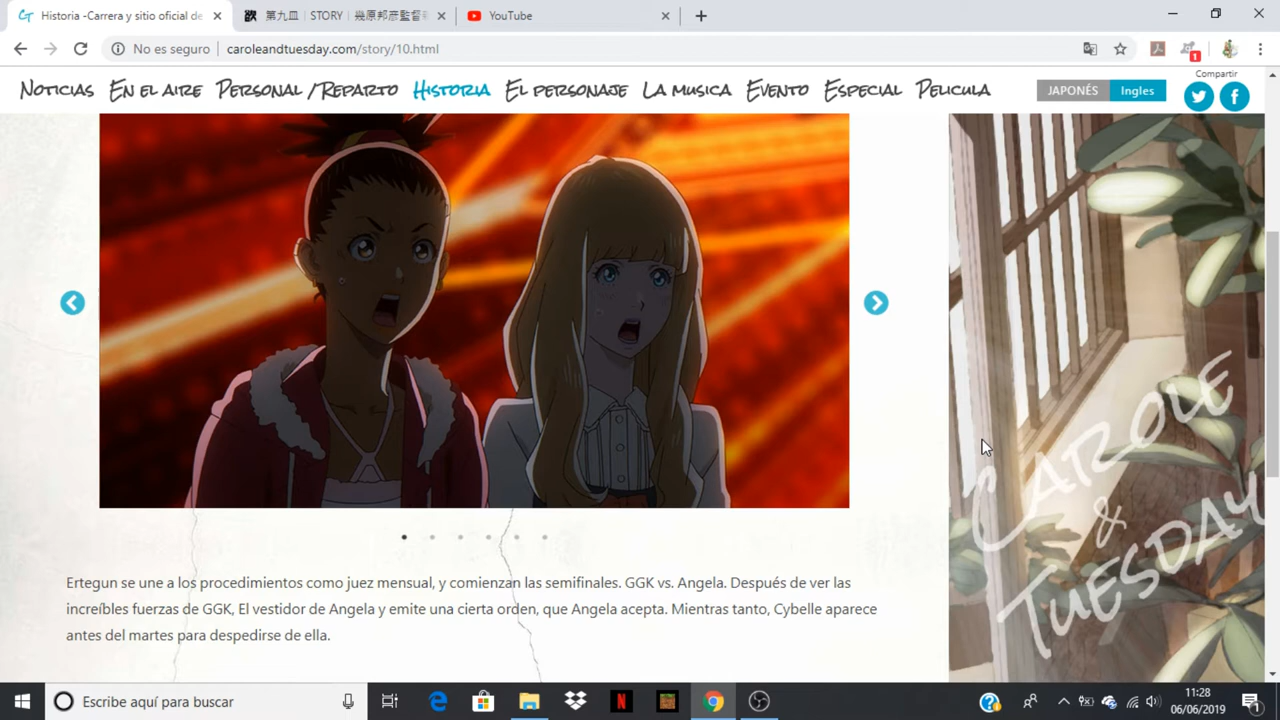 Historia -Carrera y sitio oficial de
第九皿｜STORY｜幾原邦彦監督新
YouTube
No es seguro
caroleandtuesday.com/story/10.html
Noticias En el aire Personal /Reparto Historia El personaje La musica Evento Especial Pelicula
JAPONÉS Ingles
Compartir
CAROLE
&
TUESDAY
Ertegun se une a los procedimientos como juez mensual, y comienzan las semifinales. GGK vs. Angela. Después de ver las
increíbles fuerzas de GGK, El vestidor de Angela y emite una cierta orden, que Angela acepta. Mientras tanto, Cybelle aparece
antes del martes para despedirse de ella.
Escribe aquí para buscar
11:28
06/06/2019